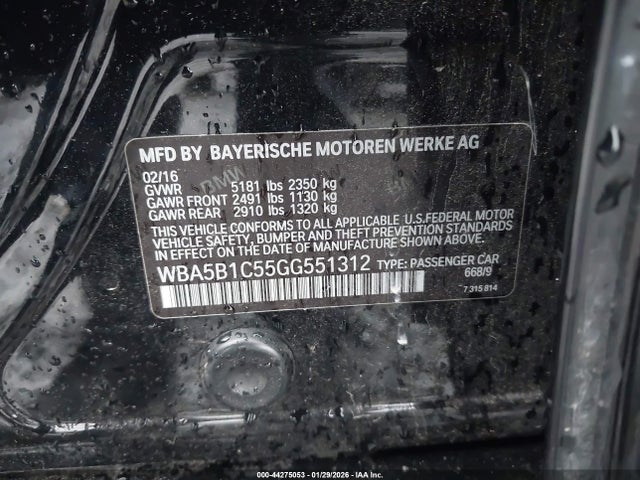 MFD BY BAYERISCHE MOTOREN WERKE AG
02/16
GVWR 5181 lbs 2350 kg
GAWR FRONT 2491 lbs 1130 kg
GAWR REAR 2910 lbs 1320 kg
BMW
THIS VEHICLE CONFORMS TO ALL APPLICABLE U.S.FEDERAL MOTOR
VEHICLE SAFETY, BUMPER, AND THEFT PREVENTION STANDARDS
IN EFFECT ON THE DATE OF MANUFACTURE SHOWN ABOVE.
WBA5B1C55GG551312 TYPE: PASSENGER CAR
668/9
7 315 814
000-44275053 - 01/29/2026 - IAA Inc.